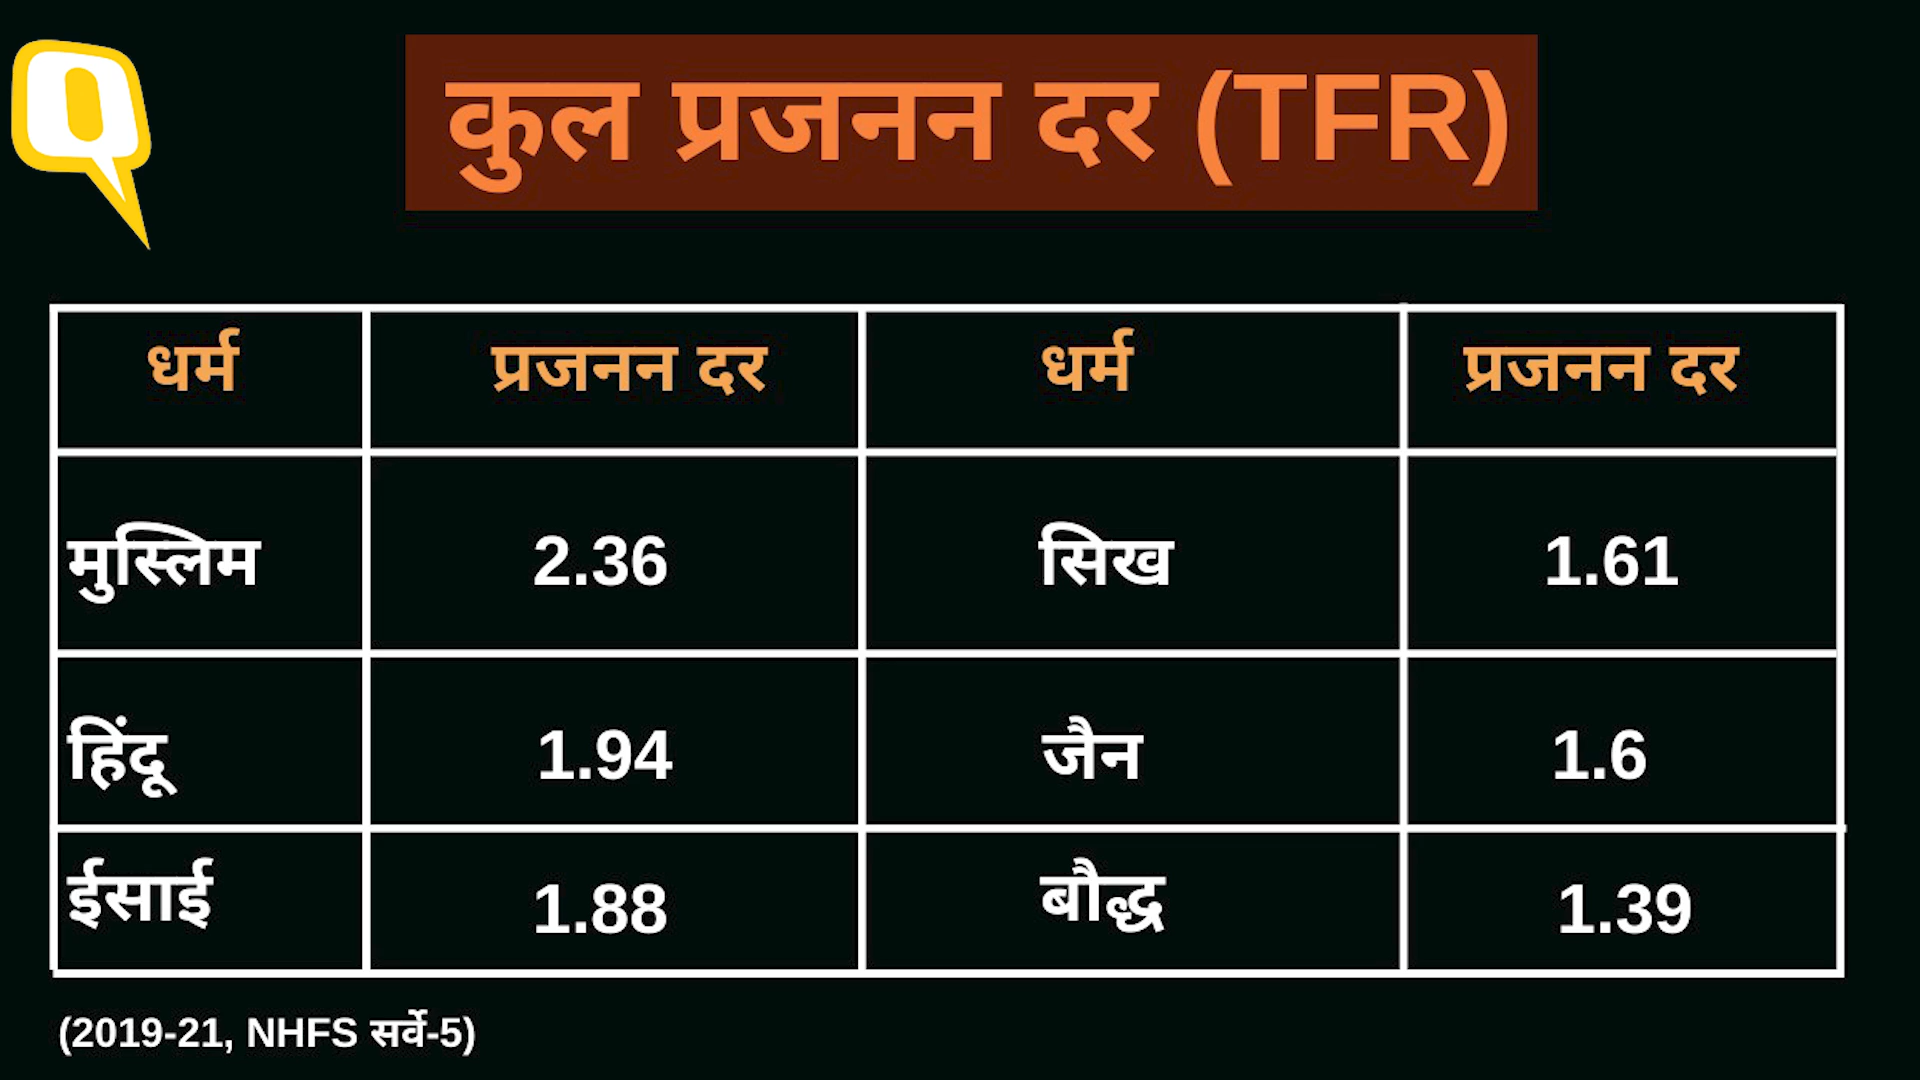 कुल प्रजनन दर (TFR)
धर्म प्रजनन दर धर्म प्रजनन दर
मुस्लिम 2.36 सिख 1.61
हिंदू 1.94 जैन 1.6
ईसाई 1.88 बौद्ध 1.39
(2019-21, NHFS सर्वे-5)